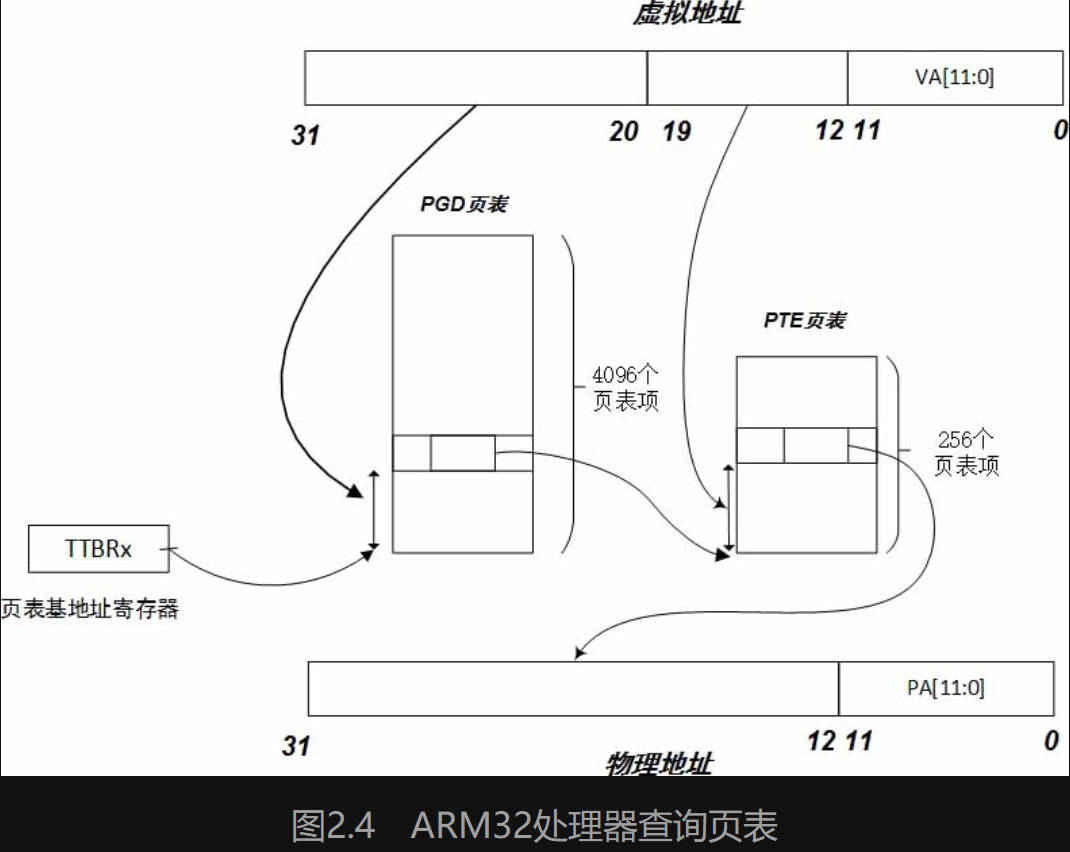 虚拟地址
VA[11:0]
31
20
19
12
11
0
PGD页表
PTE页表
4096个
页表项
256个
页表项
TTBRx
页表基地址寄存器
PA[11:0]
31
12
11
0
物理地址
图2.4 ARM32处理器查询页表